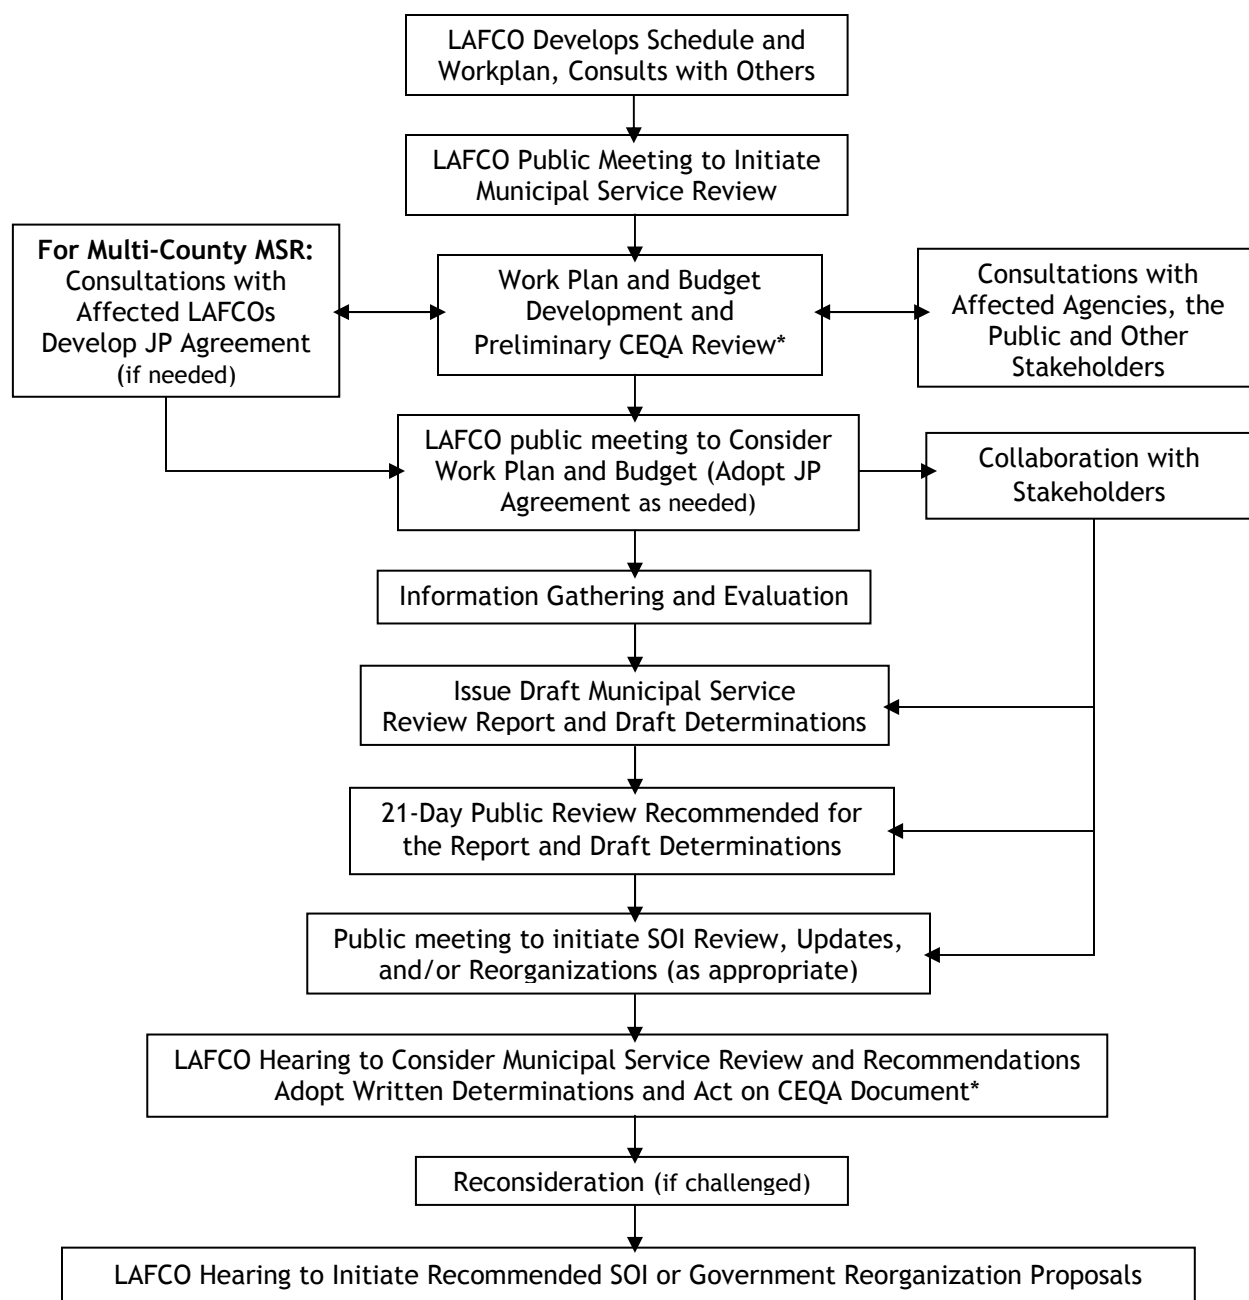 LAFCO Develops Schedule and
Workplan, Consults with Others
LAFCO Public Meeting to Initiate
Municipal Service Review
For Multi-County MSR:
Consultations with
Affected LAFCOs
Develop JP Agreement
(if needed)
Work Plan and Budget
Development and
Preliminary CEQA Review*
Consultations with
Affected Agencies, the
Public and Other
Stakeholders
LAFCO public meeting to Consider
Work Plan and Budget (Adopt JP
Agreement as needed)
Collaboration with
Stakeholders
Information Gathering and Evaluation
Issue Draft Municipal Service
Review Report and Draft Determinations
21-Day Public Review Recommended for
the Report and Draft Determinations
Public meeting to initiate SOI Review, Updates,
and/or Reorganizations (as appropriate)
LAFCO Hearing to Consider Municipal Service Review and Recommendations
Adopt Written Determinations and Act on CEQA Document*
Reconsideration (if challenged)
LAFCO Hearing to Initiate Recommended SOI or Government Reorganization Proposals